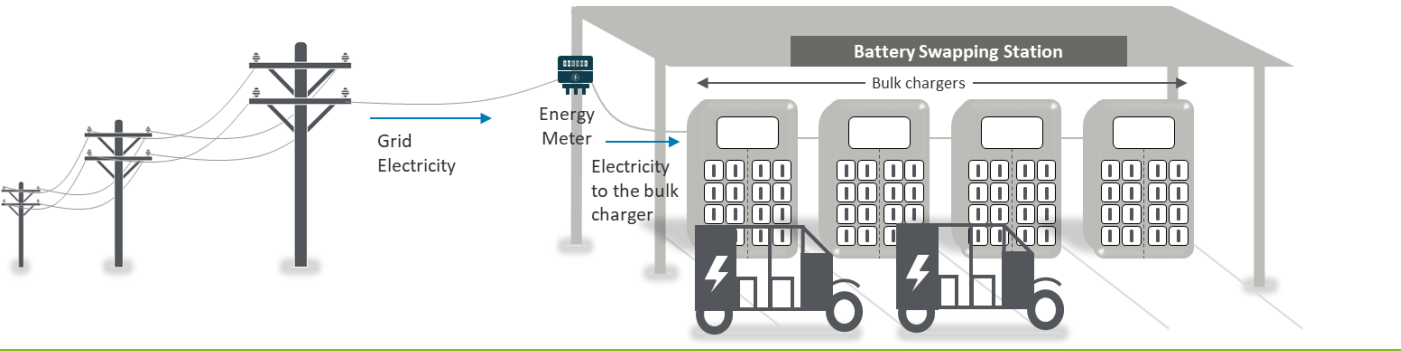 Battery Swapping Station
Bulk chargers
Energy
Meter
Grid
Electricity
Electricity
to the bulk
charger